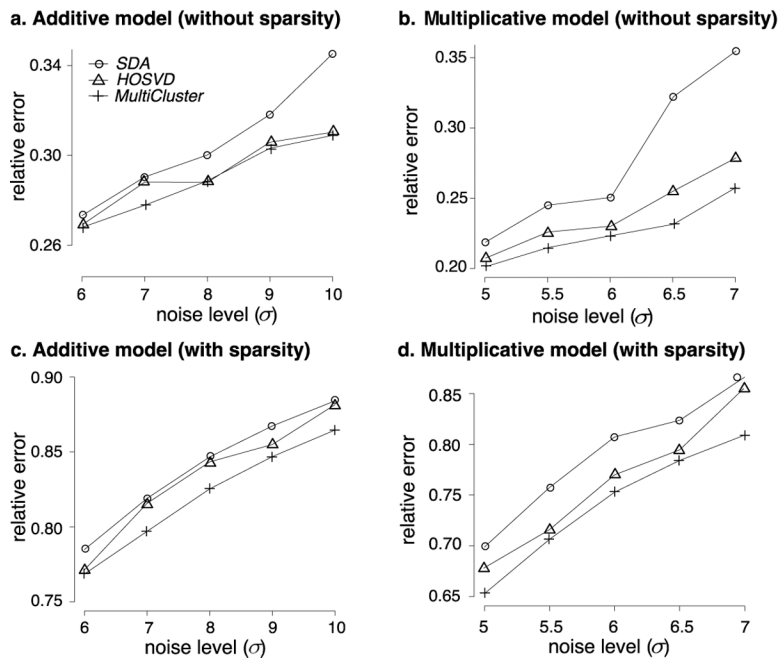 a. Additive model (without sparsity)
0.34
0.30
0.26
relative error
SDA
HOSVD
MultiCluster
6 7 8 9 10
noise level (σ)
b. Multiplicative model (without sparsity)
0.35
0.30
0.25
0.20
relative error
5 5.5 6 6.5 7
noise level (σ)
c. Additive model (with sparsity)
0.90
0.85
0.80
0.75
relative error
6 7 8 9 10
noise level (σ)
d. Multiplicative model (with sparsity)
0.85
0.80
0.75
0.70
0.65
relative error
5 5.5 6 6.5 7
noise level (σ)